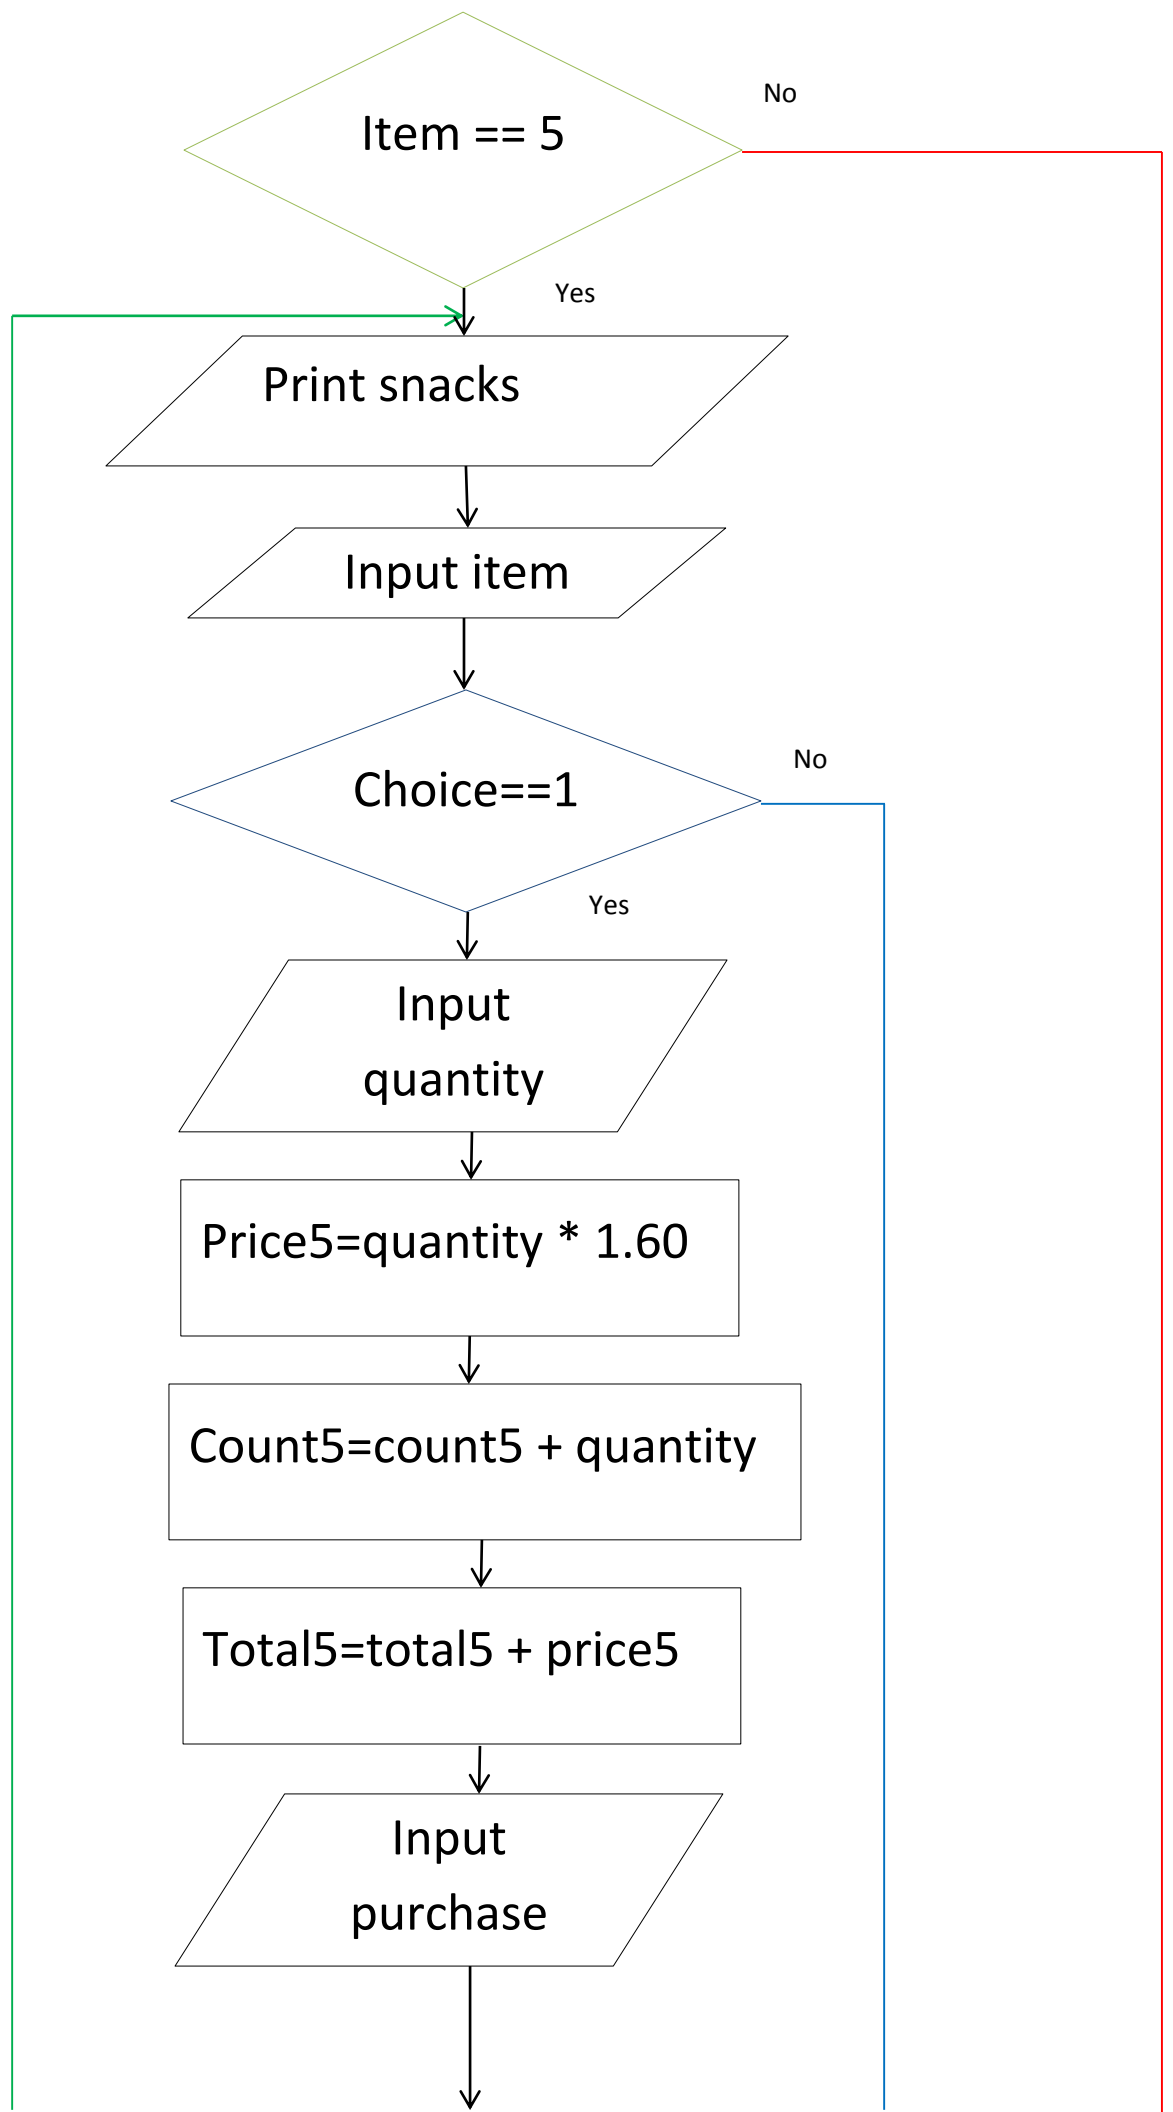 Item == 5
No
Yes
Print snacks
Input item
Choice==1
No
Yes
Input
quantity
Price5=quantity * 1.60
Count5=count5 + quantity
Total5=total5 + price5
Input
purchase